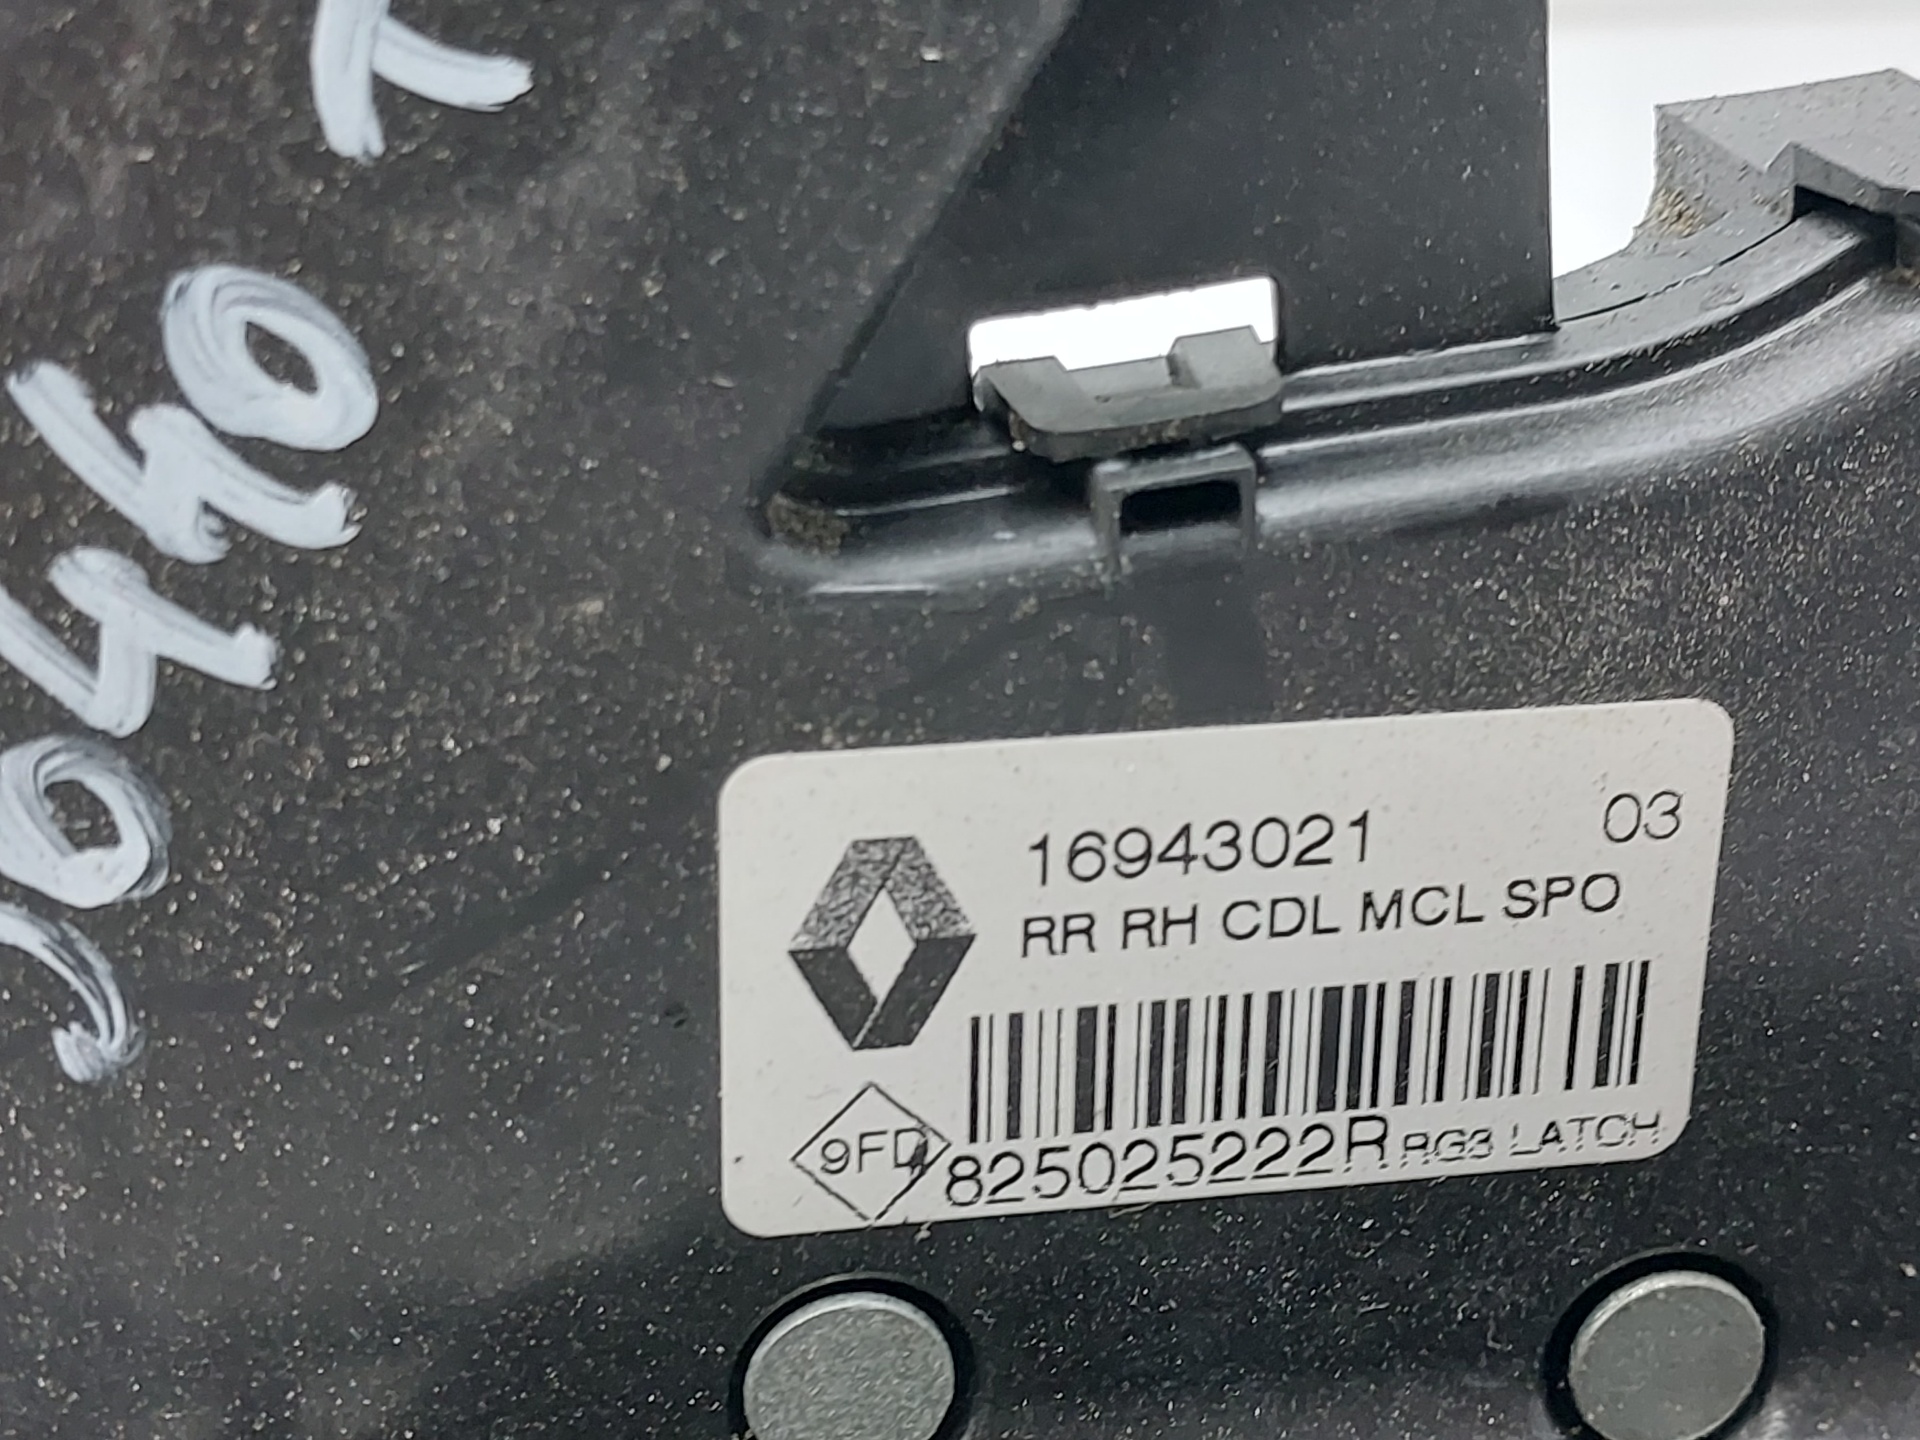 16943021 03
RR RH CDL MCL SPO
9FD 825025222R RG3 LATCH